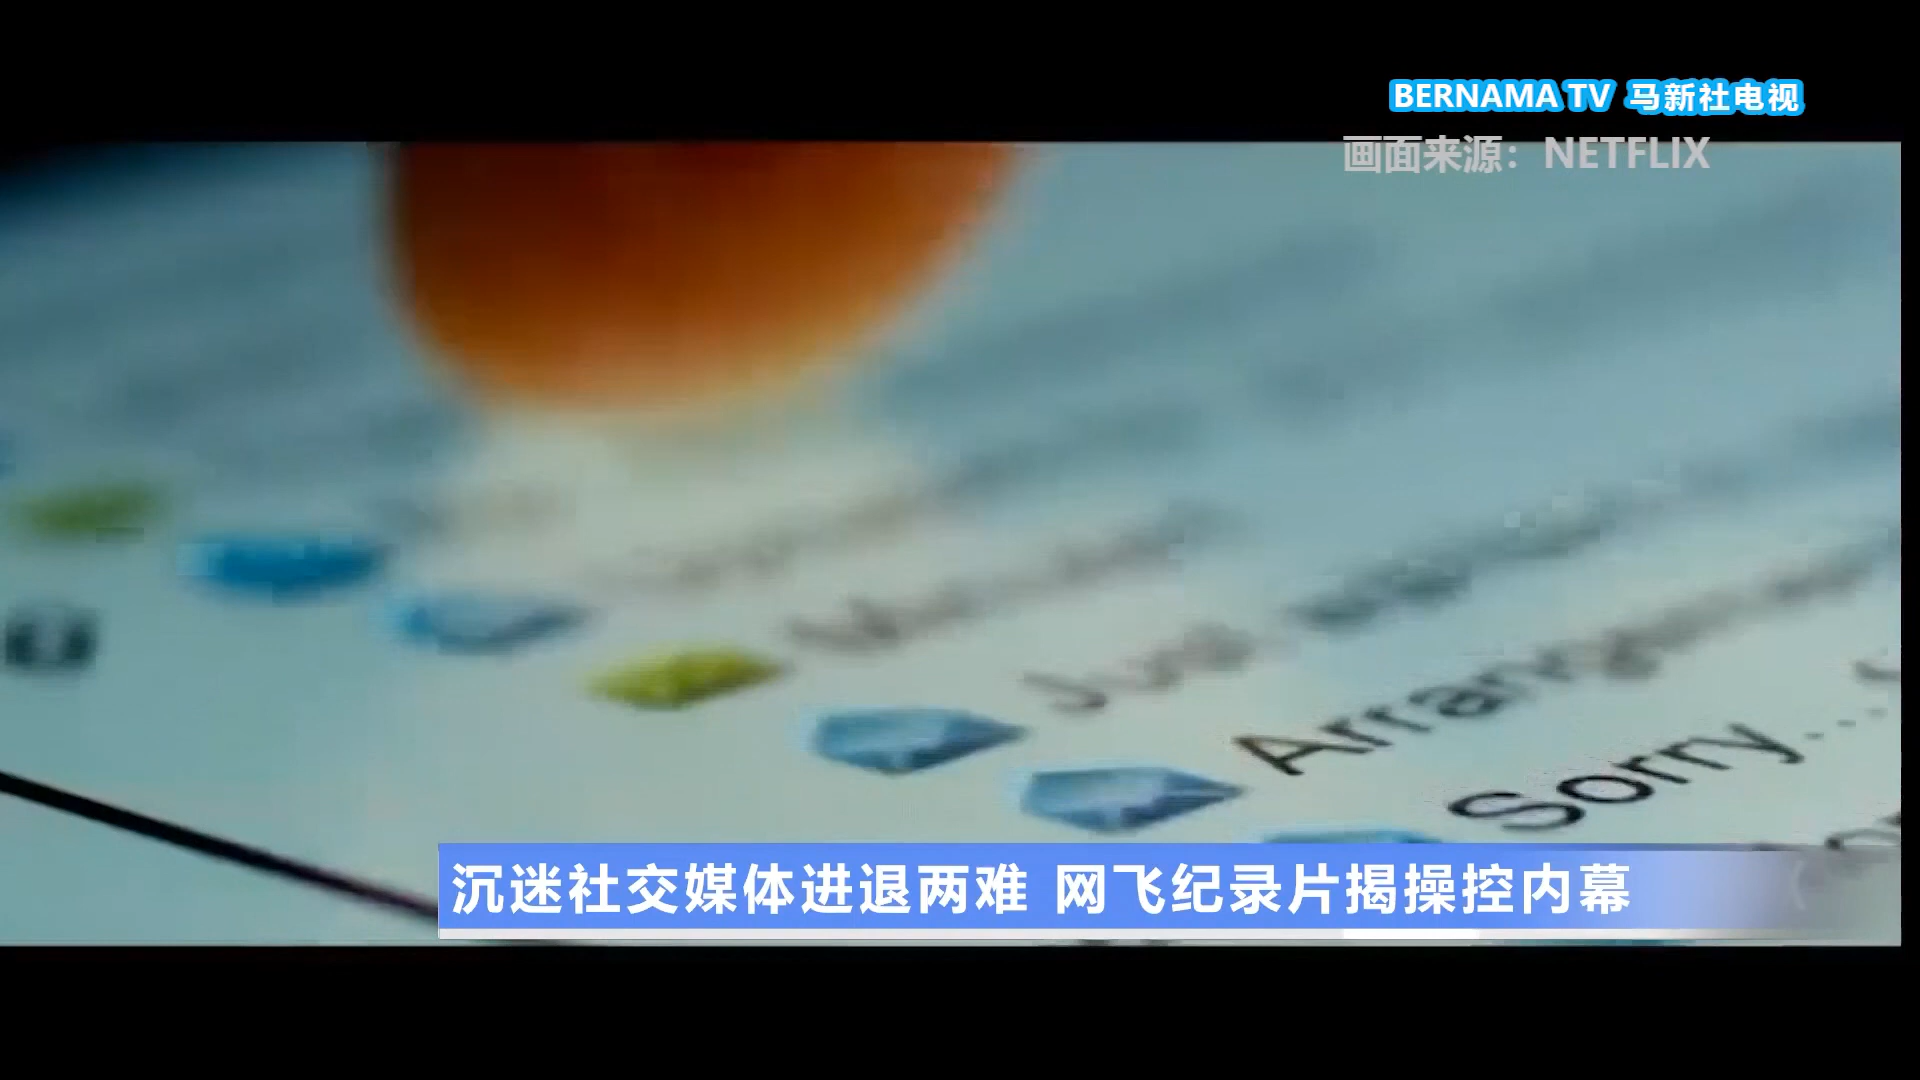 BERNAMA TV 马新社电视
画面来源：NETFLIX
Arrang
Sorry...
沉迷社交媒体进退两难 网飞纪录片揭操控内幕